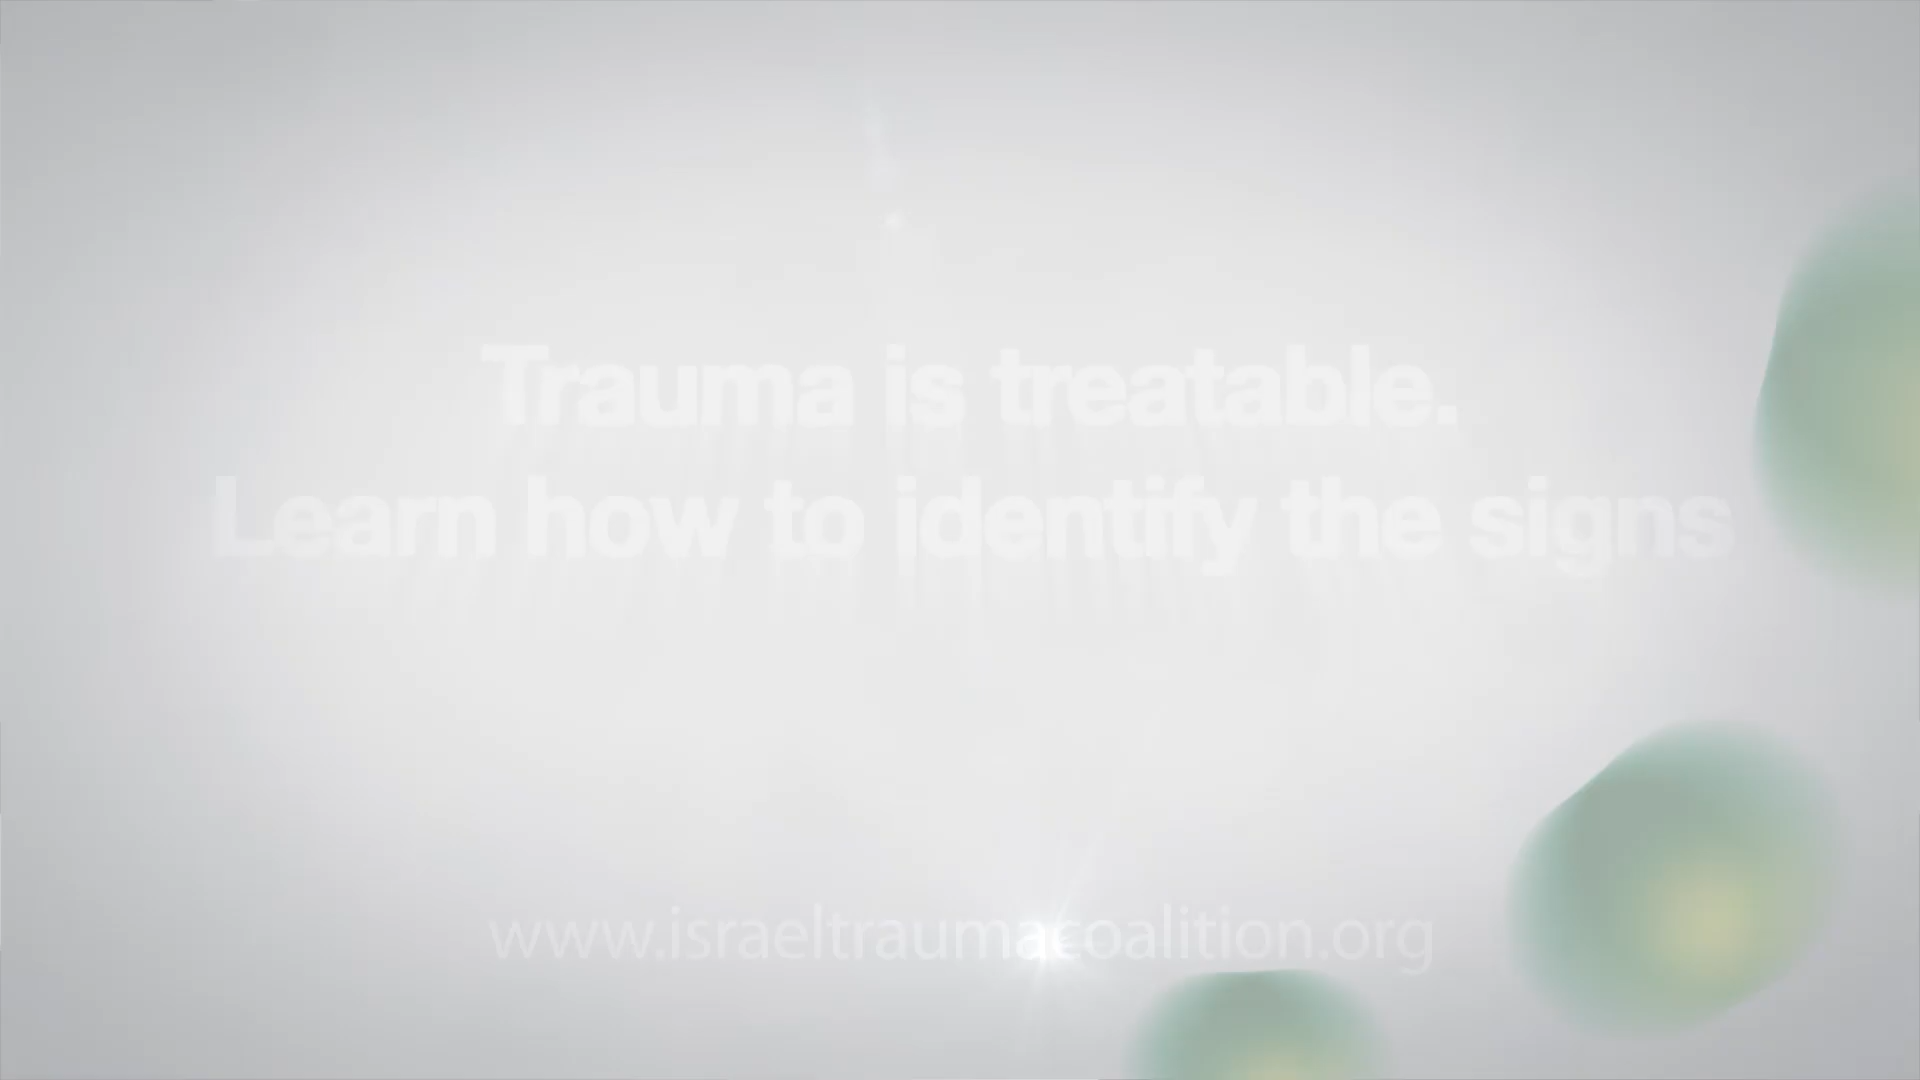 Trauma is treatable.
Learn how to identify the signs
www.israeltraumacoalition.org